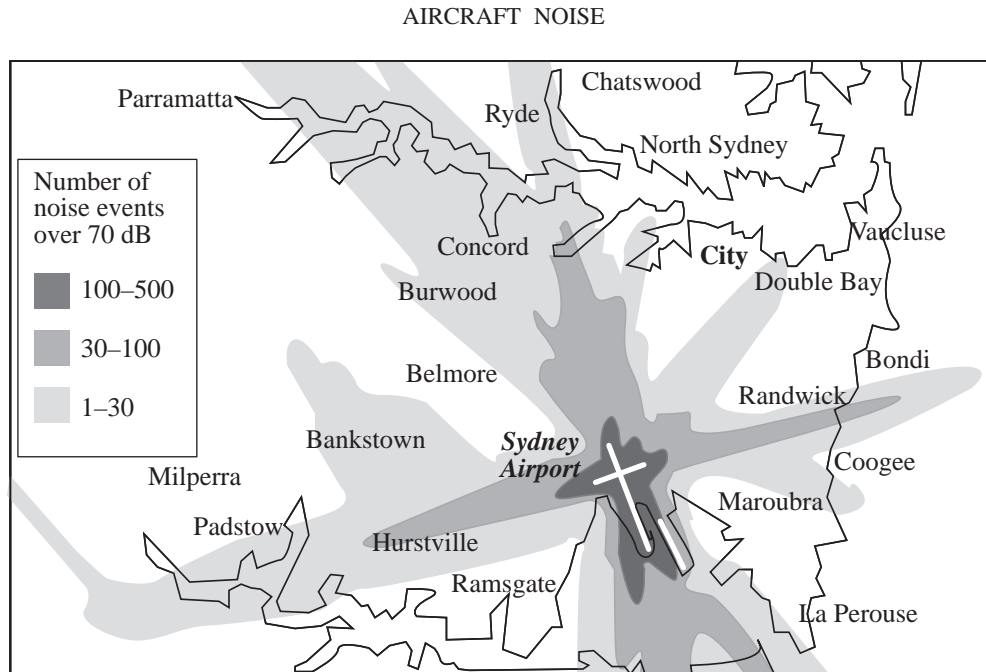 AIRCRAFT NOISE
Parramatta
Chatswood
Ryde
North Sydney
Number of
noise events
over 70 dB
100–500
30–100
1–30
Vaucluse
Concord
City
Double Bay
Burwood
Bondi
Belmore
Randwick
Bankstown
Sydney
Airport
Coogee
Milperra
Maroubra
Padstow
Hurstville
Ramsgate
La Perouse